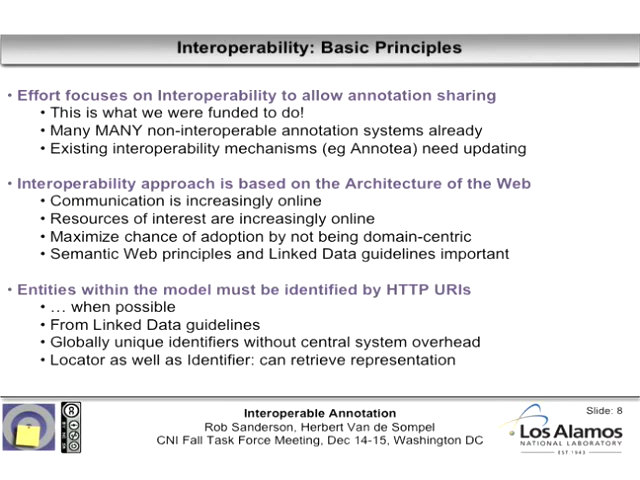 Interoperability: Basic Principles
• Effort focuses on Interoperability to allow annotation sharing
• This is what we were funded to do!
• Many MANY non-interoperable annotation systems already
• Existing interoperability mechanisms (eg Annotea) need updating
• Interoperability approach is based on the Architecture of the Web
• Communication is increasingly online
• Resources of interest are increasingly online
• Maximize chance of adoption by not being domain-centric
• Semantic Web principles and Linked Data guidelines important
• Entities within the model must be identified by HTTP URIs
• … when possible
• From Linked Data guidelines
• Globally unique identifiers without central system overhead
• Locator as well as Identifier: can retrieve representation
Interoperable Annotation
Rob Sanderson, Herbert Van de Sompel
CNI Fall Task Force Meeting, Dec 14-15, Washington DC
Slide: 8
Los Alamos
NATIONAL LABORATORY
EST. 1943